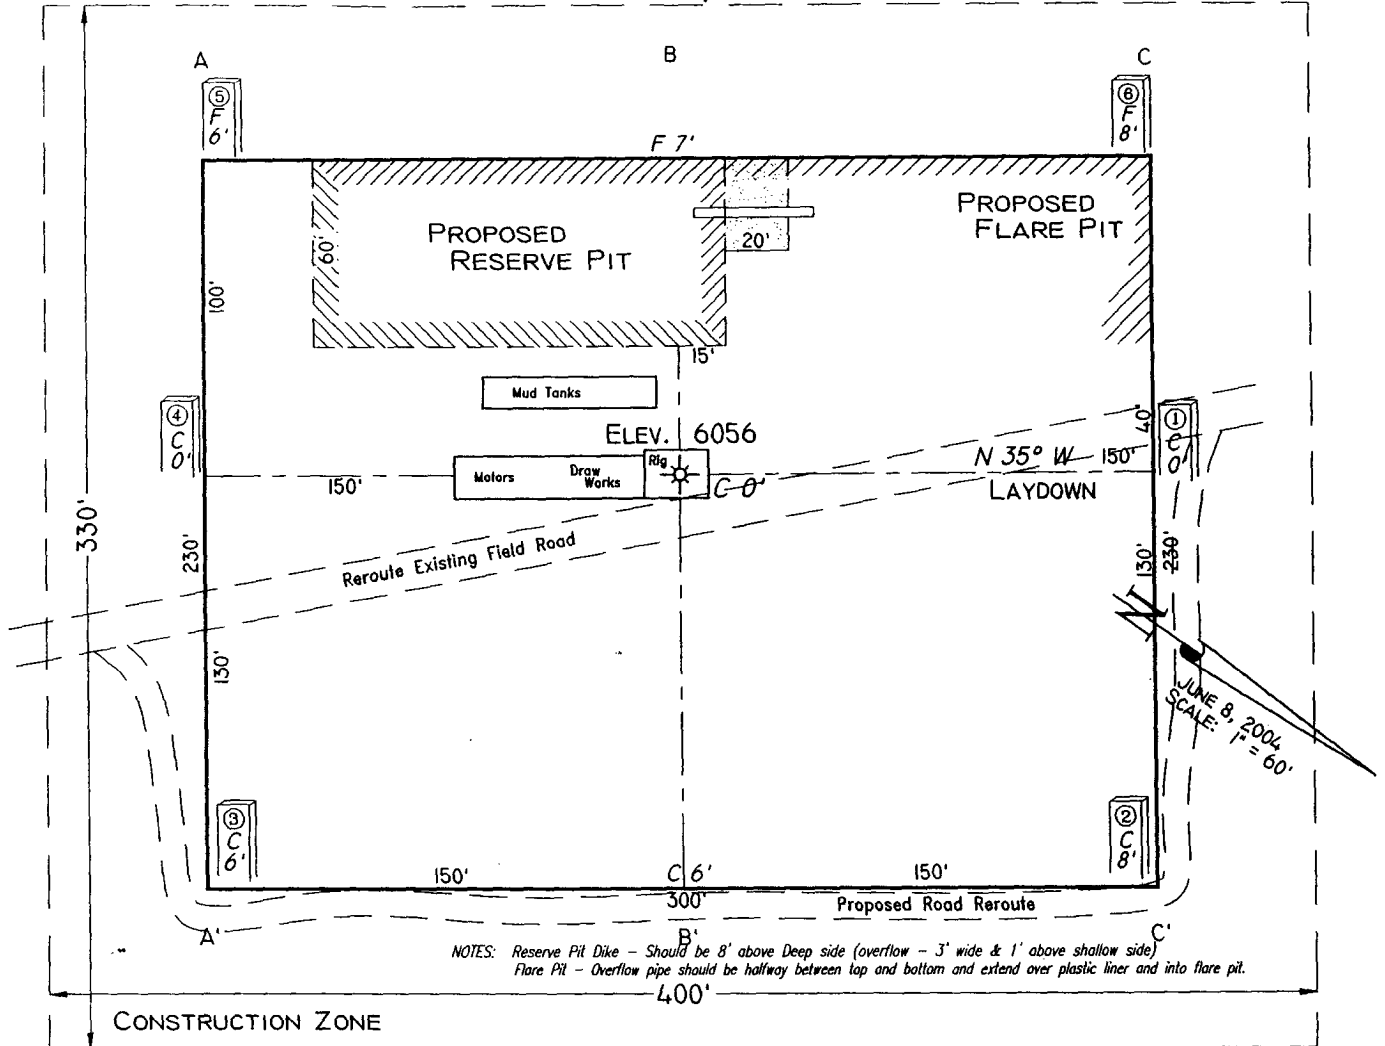 A
B
C
⑤
F
6'
⑥
F
8'
F 7'
PROPOSED
RESERVE PIT
60'
20'
PROPOSED
FLARE PIT
100'
15'
Mud Tanks
④
C
0'
40'
①
C
0'
ELEV. 6056
Rig
Motors
Draw
Works
150'
C 0'
N 35° W
150'
LAYDOWN
330'
230'
Reroute Existing Field Road
130'
230'
130'
N
JUNE 8, 2004
SCALE: 1" = 60'
③
C
6'
②
C
8'
150'
C 6'
150'
300'
Proposed Road Reroute
A'
B'
C'
NOTES: Reserve Pit Dike – Should be 8' above Deep side (overflow – 3' wide & 1' above shallow side)
Flare Pit – Overflow pipe should be halfway between top and bottom and extend over plastic liner and into flare pit.
400'
CONSTRUCTION ZONE